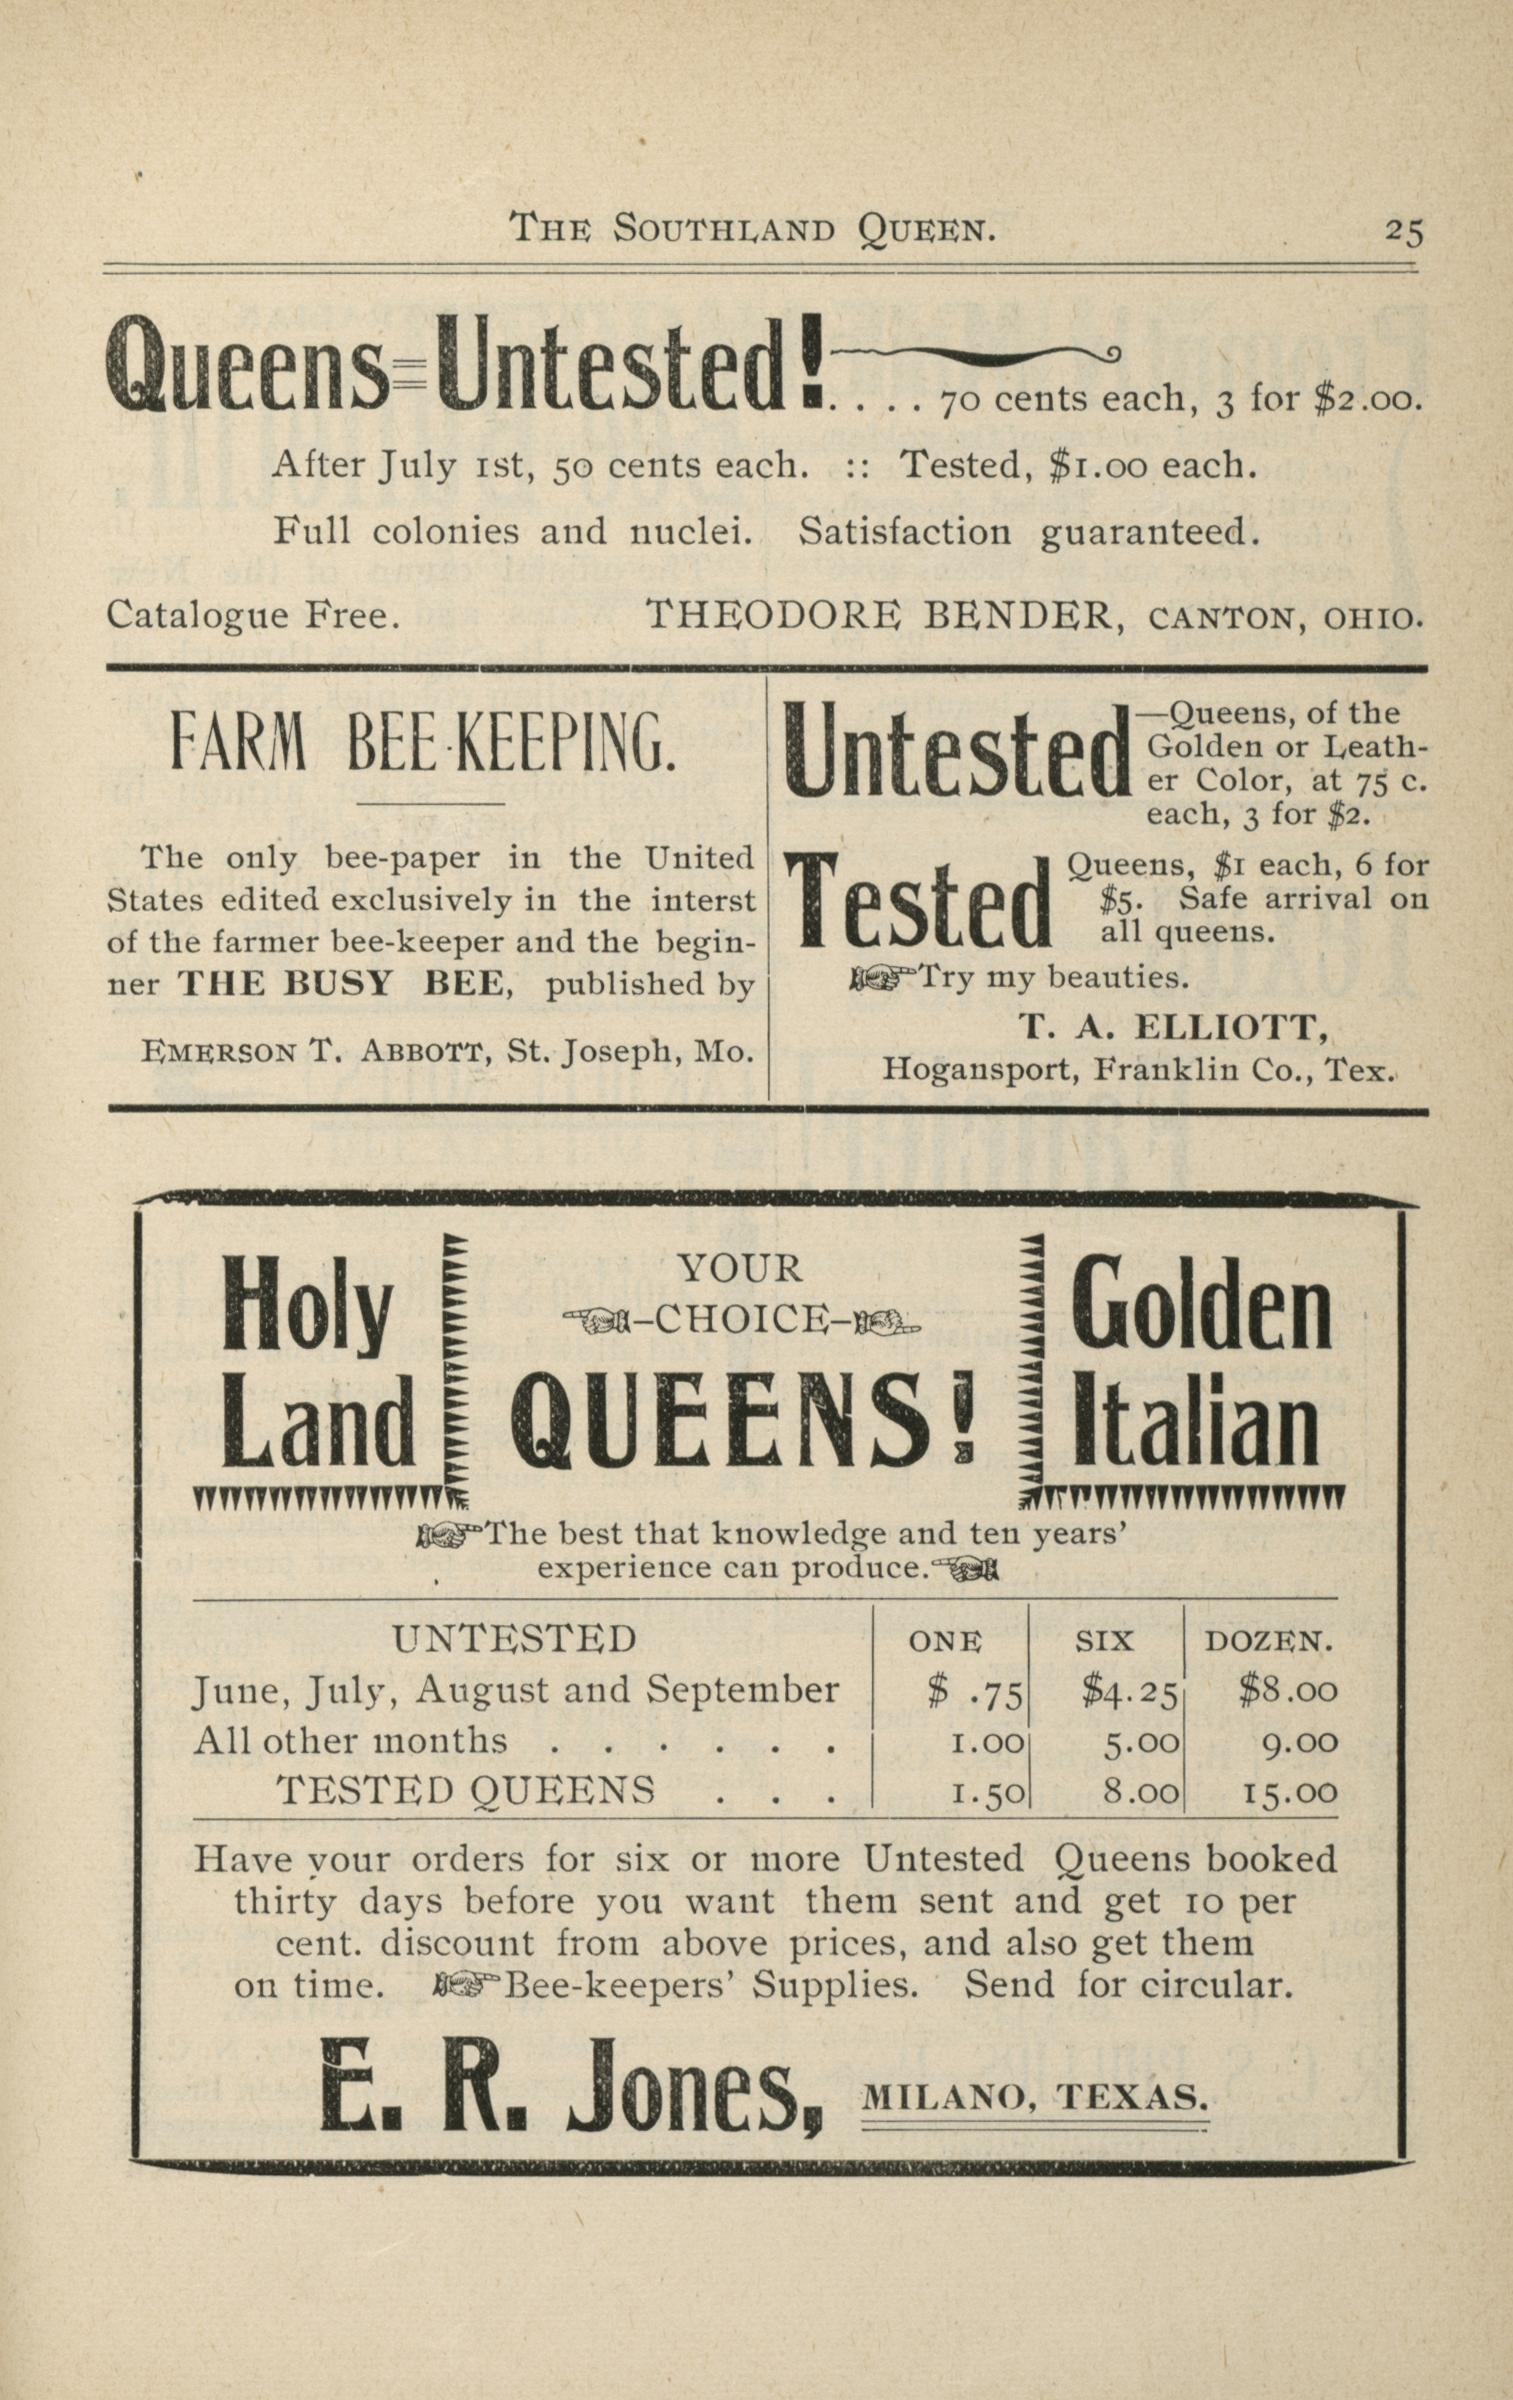 THE SOUTHLAND QUEEN. 25
Queens=Untested!.... 70 cents each, 3 for $2.00.
After July 1st, 50 cents each. :: Tested, $1.00 each.
Full colonies and nuclei. Satisfaction guaranteed.
Catalogue Free. THEODORE BENDER, CANTON, OHIO.
FARM BEE-KEEPING.
The only bee-paper in the United
States edited exclusively in the interst
of the farmer bee-keeper and the begin-
ner THE BUSY BEE, published by
EMERSON T. ABBOTT, St. Joseph, Mo.
Untested —Queens, of the
Golden or Leath-
er Color, at 75 c.
each, 3 for $2.
Tested Queens, $1 each, 6 for
$5. Safe arrival on
all queens.
☞Try my beauties.
T. A. ELLIOTT,
Hogansport, Franklin Co., Tex.
Holy
Land
YOUR
☜–CHOICE–☞
QUEENS!
Golden
Italian
☞The best that knowledge and ten years'
experience can produce.☜
UNTESTED ONE SIX DOZEN.
June, July, August and September $ .75 $4.25 $8.00
All other months . . . . . . 1.00 5.00 9.00
TESTED QUEENS . . . 1.50 8.00 15.00
Have your orders for six or more Untested Queens booked
thirty days before you want them sent and get 10 per
cent. discount from above prices, and also get them
on time. ☞Bee-keepers' Supplies. Send for circular.
E. R. Jones, MILANO, TEXAS.